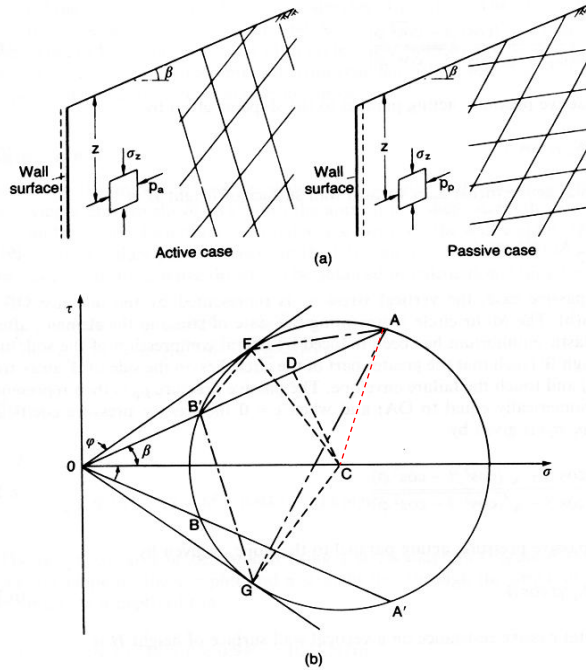 β
β
z
σz
z
σz
Wall
surface
pa
Wall
surface
pp
Active case
(a)
Passive case
τ
A
F
D
B'
φ
β
0
C
σ
B
G
A'
(b)